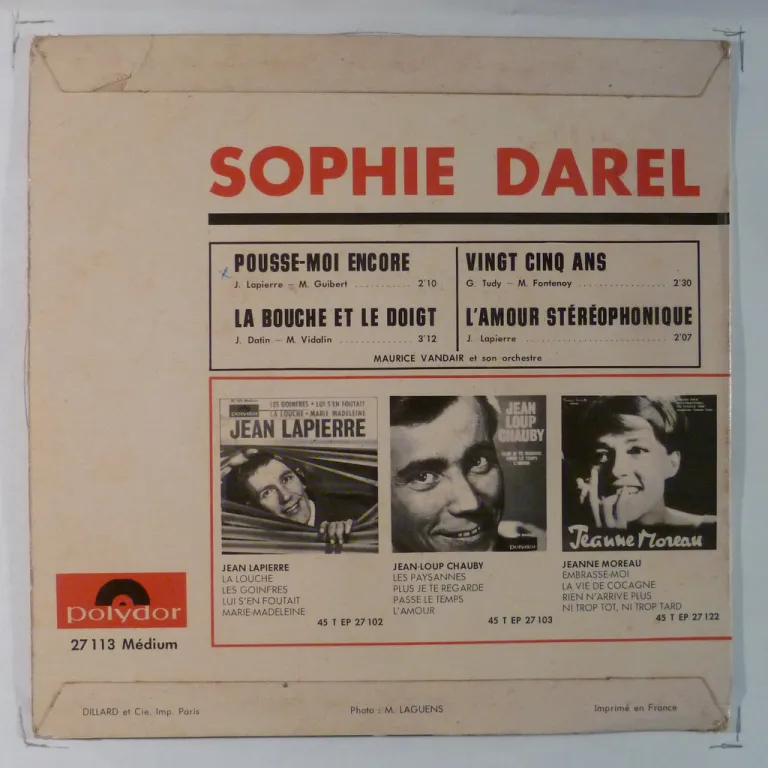 SOPHIE DAREL
POUSSE-MOI ENCORE
J. Lapierre – M. Guibert ............ 2'10
LA BOUCHE ET LE DOIGT
J. Datin – M. Vidalin ............... 3'12
VINGT CINQ ANS
G. Tudy – M. Fontenoy .................. 2'30
L'AMOUR STÉRÉOPHONIQUE
J. Lapierre ............................. 2'07
MAURICE VANDAIR et son orchestre
polydor
LES GOINFRES - LUI S'EN FOUTAIT
LA LOUCHE - MARIE MADELEINE
JEAN LAPIERRE
JEAN
LOUP
CHAUBY
polydor
Jeanne Moreau
JEAN LAPIERRE
LA LOUCHE
LES GOINFRES
LUI S'EN FOUTAIT
MARIE-MADELEINE
45 T EP 27 102
JEAN-LOUP CHAUBY
LES PAYSANNES
PLUS JE TE REGARDE
PASSE LE TEMPS
L'AMOUR
45 T EP 27 103
JEANNE MOREAU
EMBRASSE-MOI
LA VIE DE COCAGNE
RIEN N'ARRIVE PLUS
NI TROP TOT, NI TROP TARD
45 T EP 27 122
polydor
27 113 Médium
DILLARD et Cie. Imp. Paris
Photo : M. LAGUENS
Imprimé en France